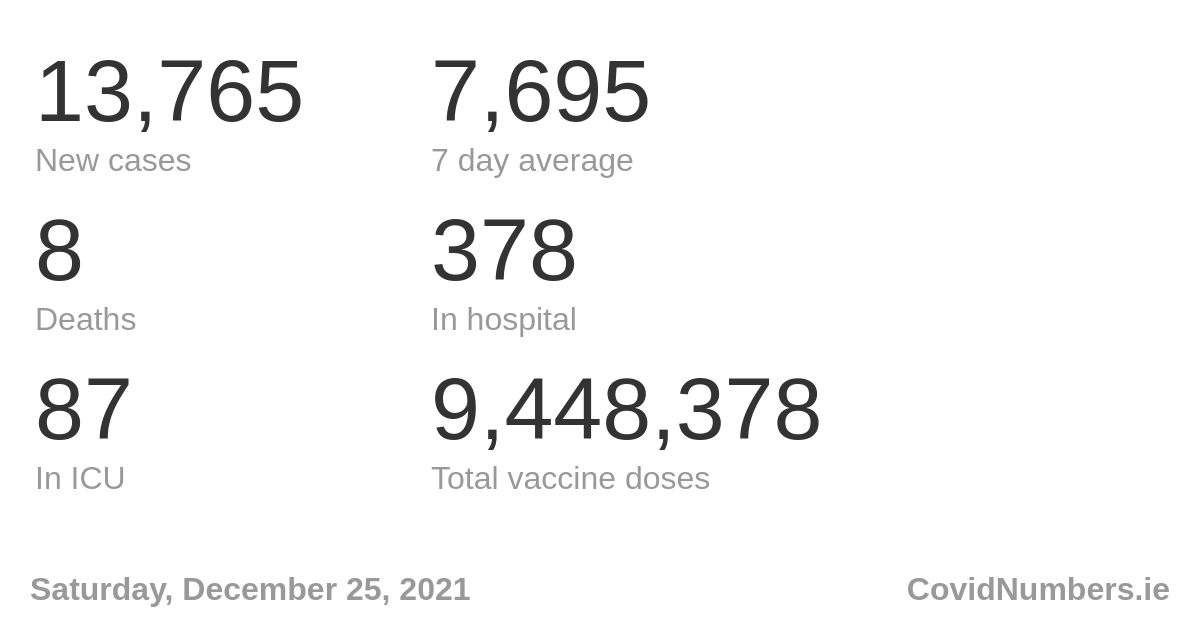 13,765
7,695
New cases
7 day average
8
378
Deaths
In hospital
87
9,448,378
In ICU
Total vaccine doses
Saturday, December 25, 2021
CovidNumbers.ie